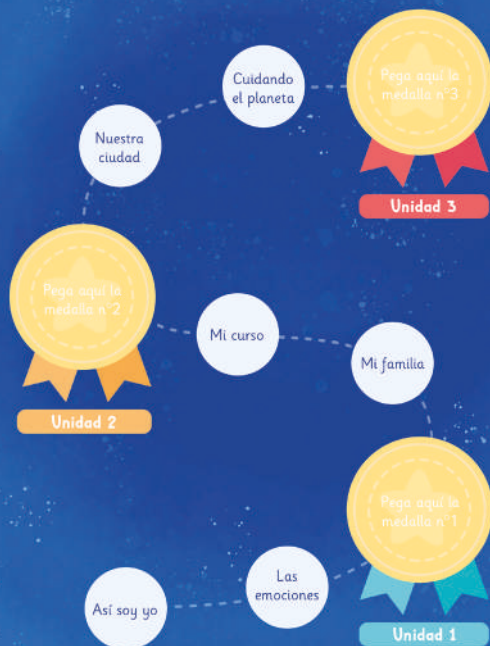 Cuidando
el planeta
Pega aquí la
medalla n°3
Nuestra
ciudad
Unidad 3
Pega aquí la
medalla n°2
Mi curso
Mi familia
Unidad 2
Pega aquí la
medalla n°1
Las
emociones
Así soy yo
Unidad 1